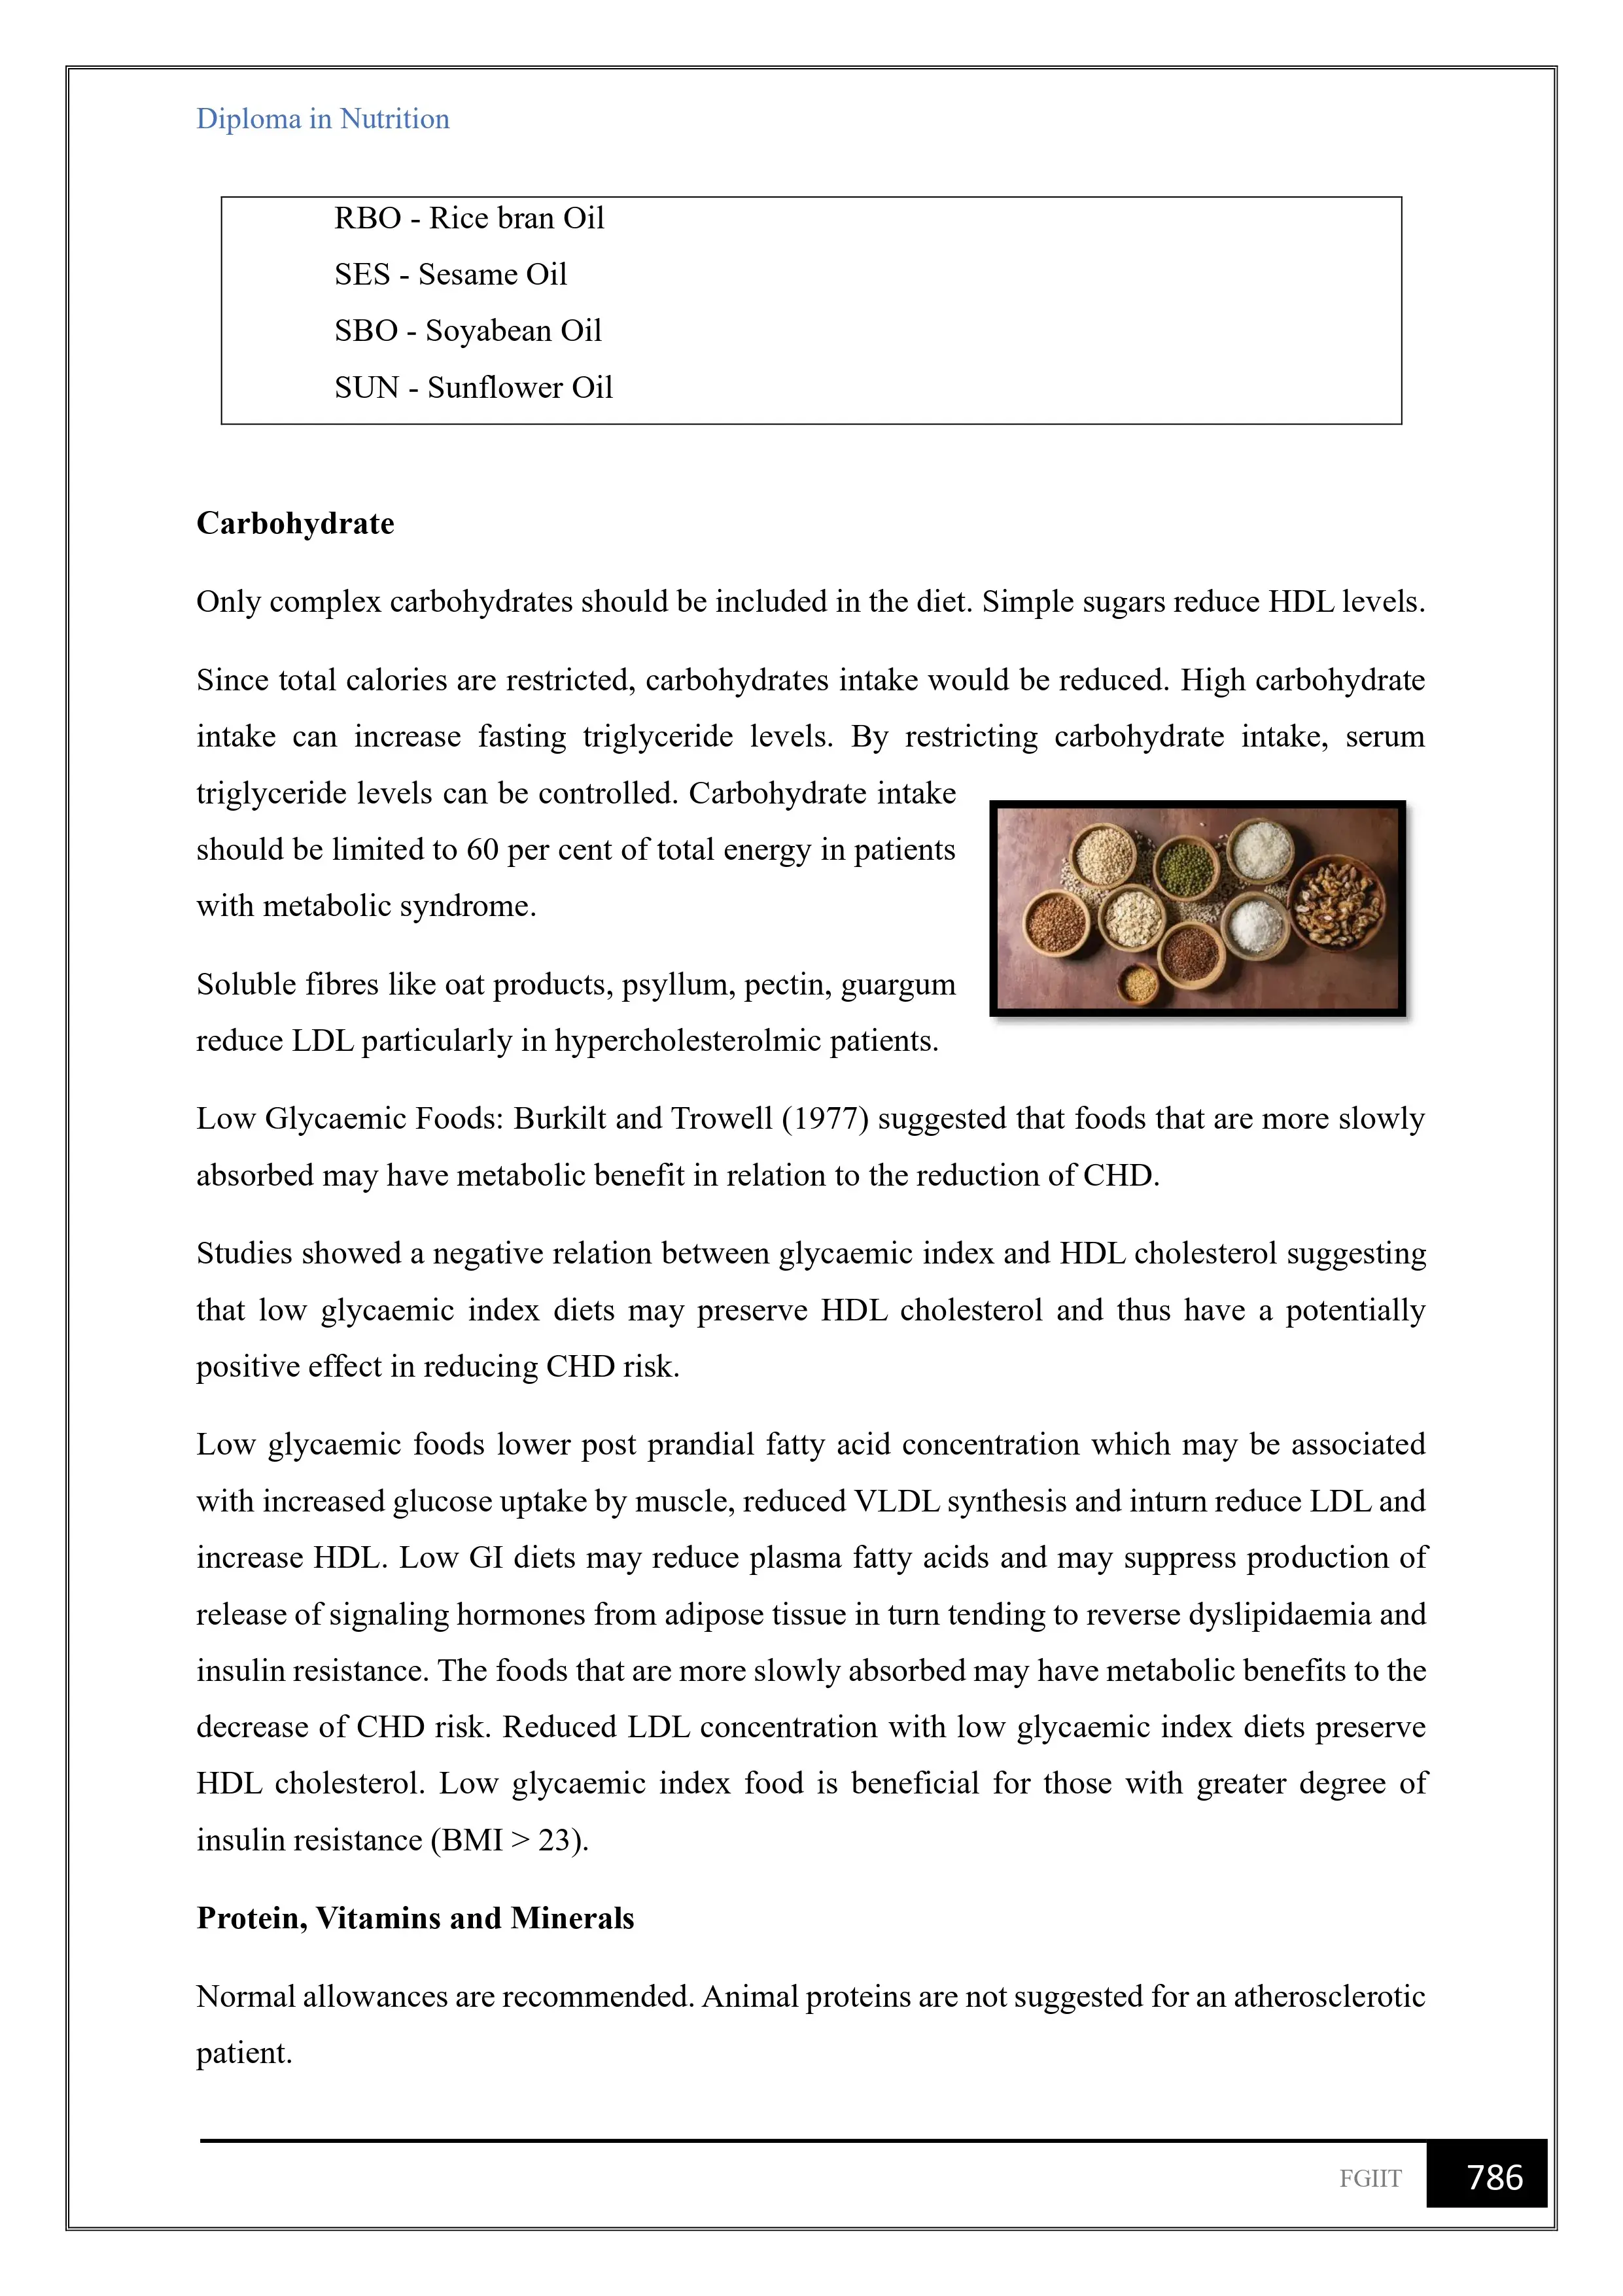 Diploma in Nutrition
RBO - Rice bran Oil
SES - Sesame Oil
SBO - Soyabean Oil
SUN - Sunflower Oil
Carbohydrate
Only complex carbohydrates should be included in the diet. Simple sugars reduce HDL levels.
Since total calories are restricted, carbohydrates intake would be reduced. High carbohydrate
intake can increase fasting triglyceride levels. By restricting carbohydrate intake, serum
triglyceride levels can be controlled. Carbohydrate intake
should be limited to 60 per cent of total energy in patients
with metabolic syndrome.
Soluble fibres like oat products, psyllum, pectin, guargum
reduce LDL particularly in hypercholesterolmic patients.
Low Glycaemic Foods: Burkilt and Trowell (1977) suggested that foods that are more slowly
absorbed may have metabolic benefit in relation to the reduction of CHD.
Studies showed a negative relation between glycaemic index and HDL cholesterol suggesting
that low glycaemic index diets may preserve HDL cholesterol and thus have a potentially
positive effect in reducing CHD risk.
Low glycaemic foods lower post prandial fatty acid concentration which may be associated
with increased glucose uptake by muscle, reduced VLDL synthesis and inturn reduce LDL and
increase HDL. Low GI diets may reduce plasma fatty acids and may suppress production of
release of signaling hormones from adipose tissue in turn tending to reverse dyslipidaemia and
insulin resistance. The foods that are more slowly absorbed may have metabolic benefits to the
decrease of CHD risk. Reduced LDL concentration with low glycaemic index diets preserve
HDL cholesterol. Low glycaemic index food is beneficial for those with greater degree of
insulin resistance (BMI > 23).
Protein, Vitamins and Minerals
Normal allowances are recommended. Animal proteins are not suggested for an atherosclerotic
patient.
FGIIT 786